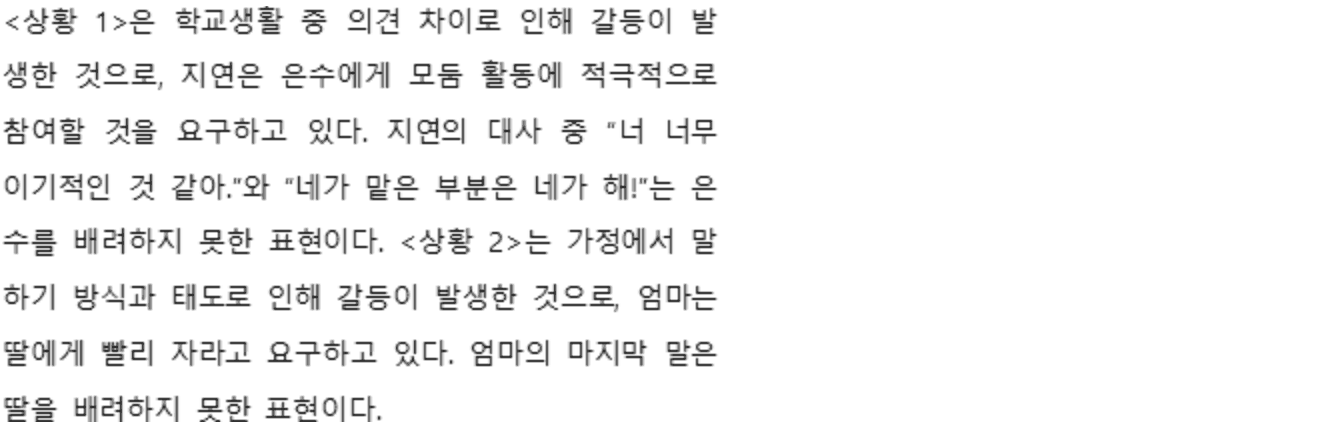 <상황 1>은 학교생활 중 의견 차이로 인해 갈등이 발
생한 것으로, 지연은 은수에게 모둠 활동에 적극적으로
참여할 것을 요구하고 있다. 지연의 대사 중 “너 너무
이기적인 것 같아.”와 “네가 맡은 부분은 네가 해!”는 은
수를 배려하지 못한 표현이다. <상황 2>는 가정에서 말
하기 방식과 태도로 인해 갈등이 발생한 것으로, 엄마는
딸에게 빨리 자라고 요구하고 있다. 엄마의 마지막 말은
딸을 배려하지 못한 표현이다.